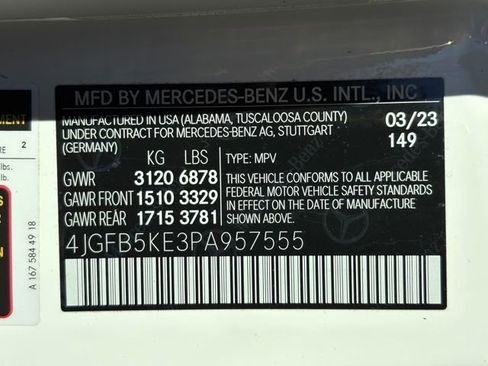 MFD BY MERCEDES-BENZ U.S. INTL., INC
MANUFACTURED IN USA (ALABAMA, TUSCALOOSA COUNTY)
UNDER CONTRACT FOR MERCEDES-BENZ AG, STUTTGART
(GERMANY)
03/23
149
KG LBS
GVWR 3120 6878
GAWR FRONT 1510 3329
GAWR REAR 1715 3781
TYPE: MPV
THIS VEHICLE CONFORMS TO ALL APPLICABLE
FEDERAL MOTOR VEHICLE SAFETY STANDARDS
IN EFFECT ON THE DATE OF MANUFACTURE
4JGFB5KE3PA957555
2
lbs.
lbs.
A 167 584 49 18